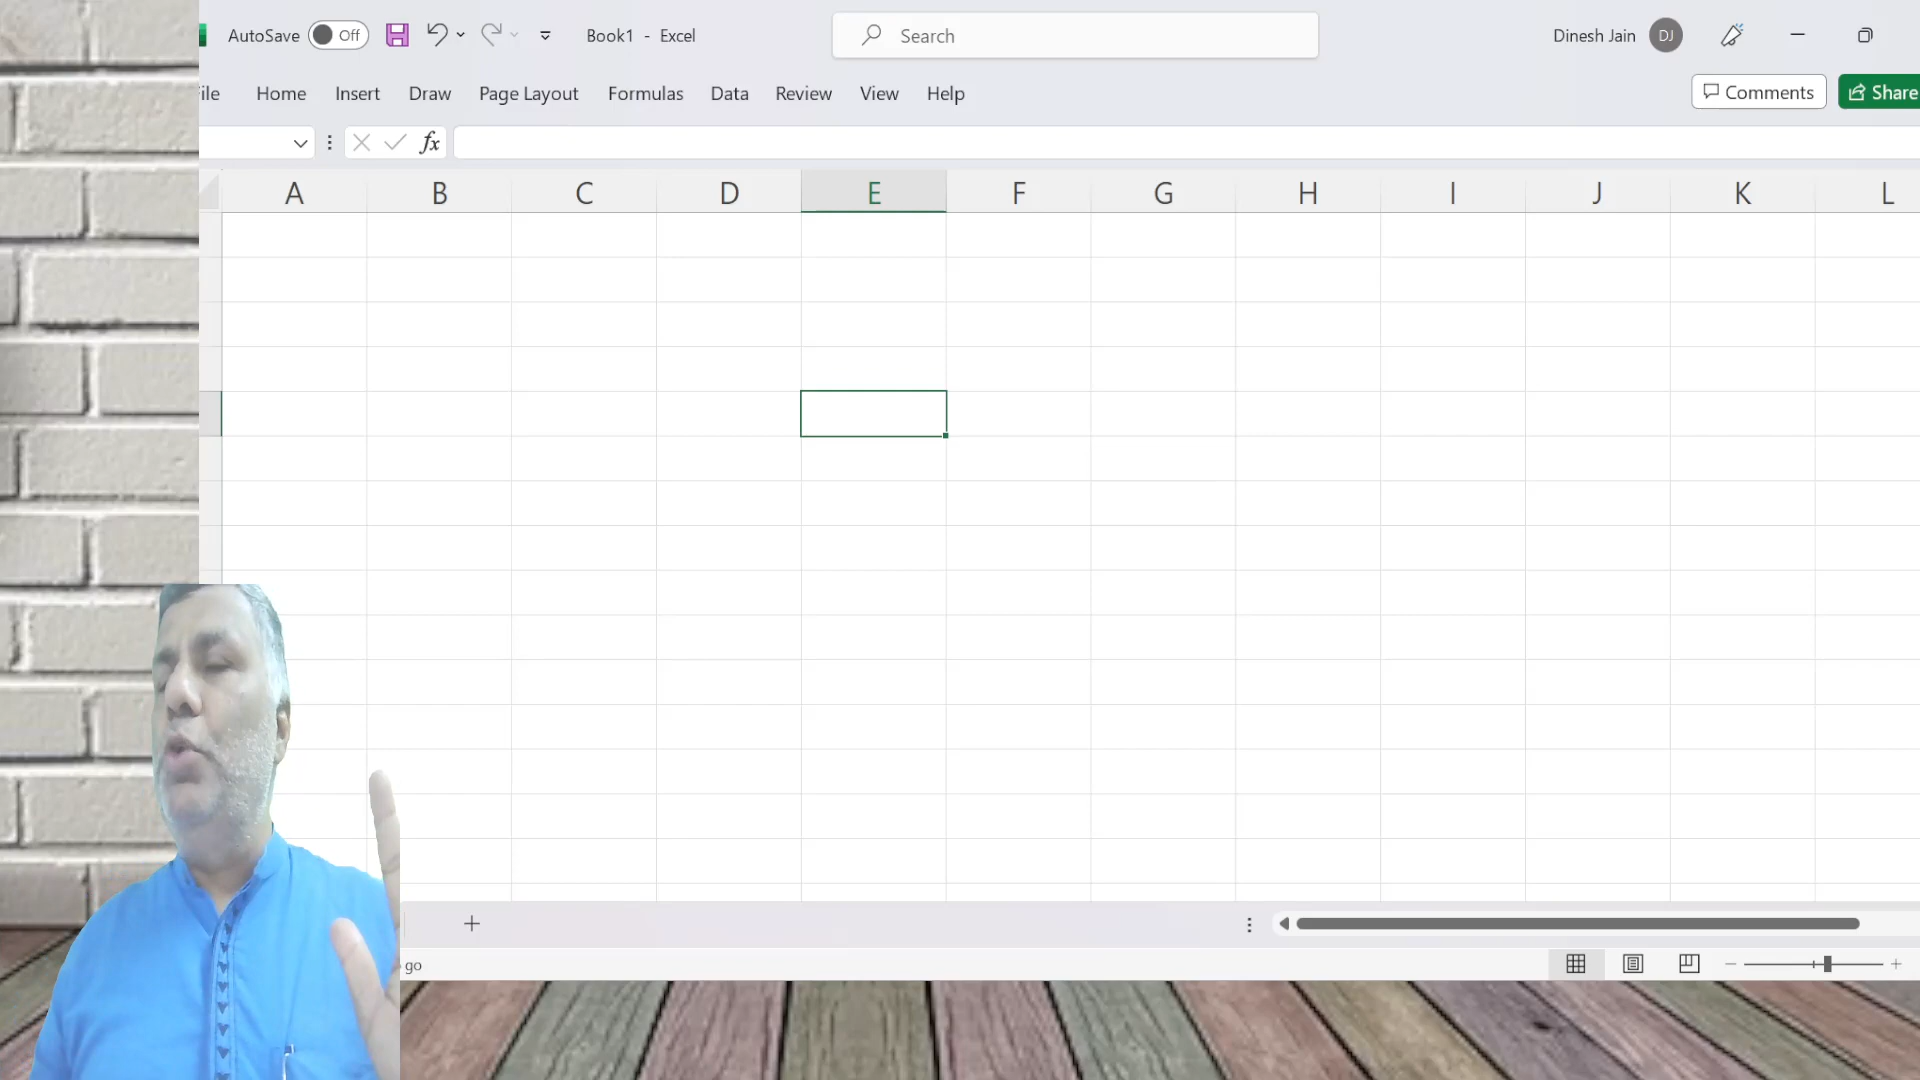 AutoSave Off Book1 - Excel Search Dinesh Jain DJ
ile Home Insert Draw Page Layout Formulas Data Review View Help Comments Share
fx
A B C D E F G H I J K L
go